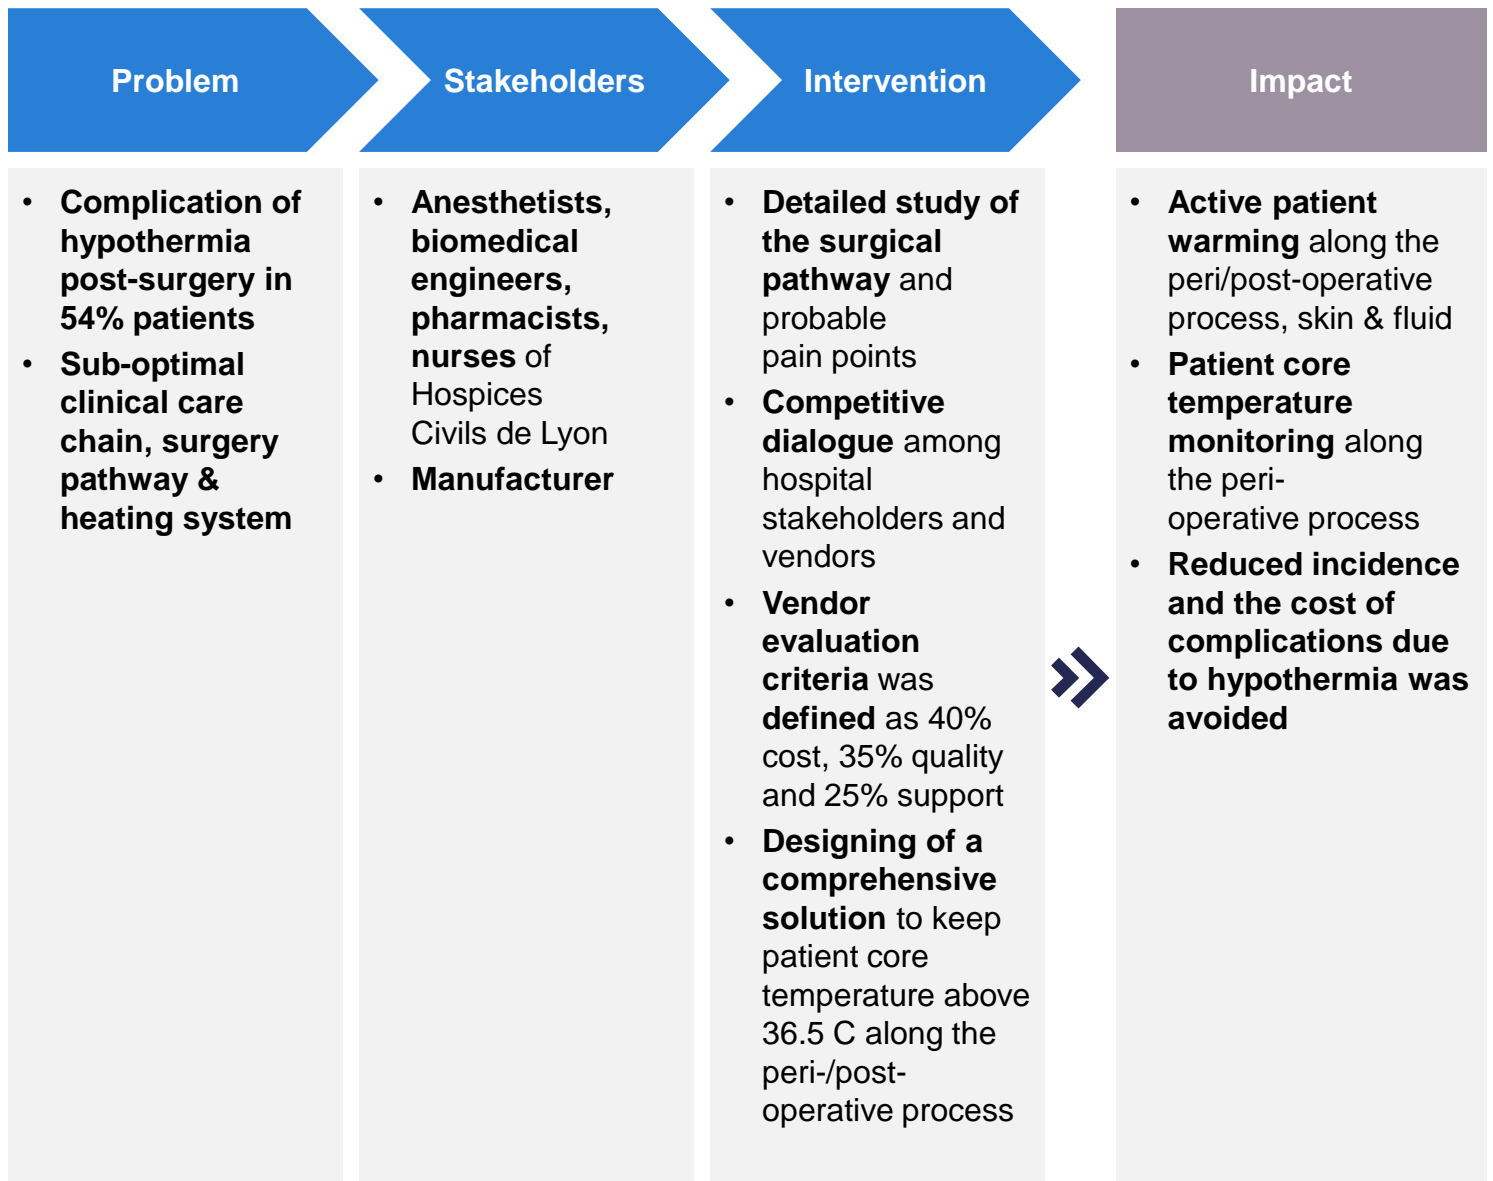 Problem
Stakeholders
Intervention
Impact
• Complication of
hypothermia
post-surgery in
54% patients
• Sub-optimal
clinical care
chain, surgery
pathway &
heating system
• Anesthetists,
biomedical
engineers,
pharmacists,
nurses of
Hospices
Civils de Lyon
• Manufacturer
• Detailed study of
the surgical
pathway and
probable
pain points
• Competitive
dialogue among
hospital
stakeholders and
vendors
• Vendor
evaluation
criteria was
defined as 40%
cost, 35% quality
and 25% support
• Designing of a
comprehensive
solution to keep
patient core
temperature above
36.5 C along the
peri-/post-
operative process
• Active patient
warming along the
peri/post-operative
process, skin & fluid
• Patient core
temperature
monitoring along
the peri-
operative process
• Reduced incidence
and the cost of
complications due
to hypothermia was
avoided